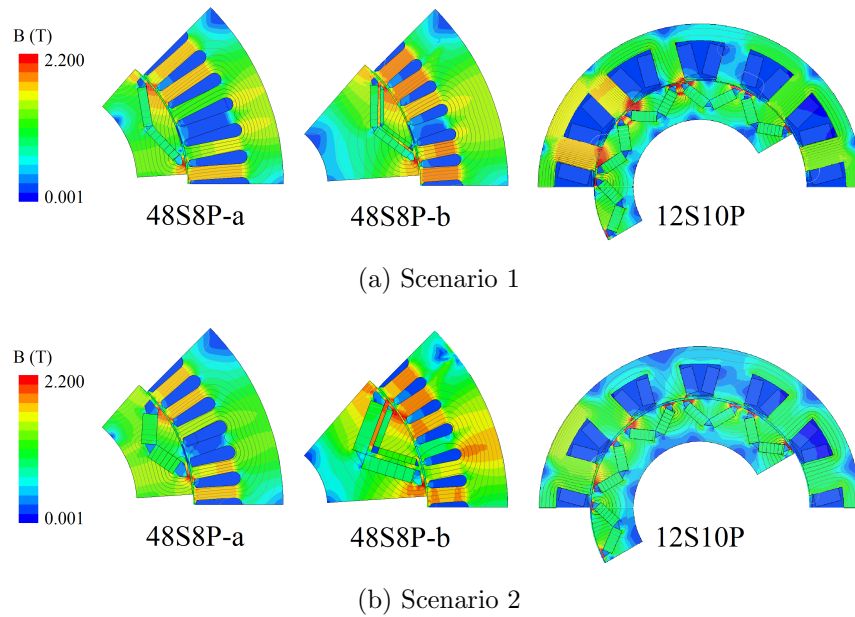 B (T)
2.200
0.001
48S8P-a
48S8P-b
12S10P
(a) Scenario 1
B (T)
2.200
0.001
48S8P-a
48S8P-b
12S10P
(b) Scenario 2